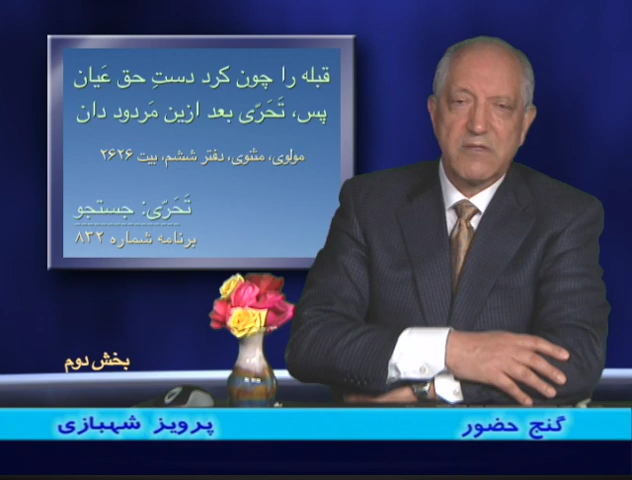 قبله را چون کرد دستِ حق عَیان
پس، تَحَرّی بعد ازین مَردود دان
مولوی، مثنوی، دفتر ششم، بیت ۲۶۲۶
تَحَرّی: جستجو
برنامه شماره ۸۳۲
بخش دوم
گنج حضور
پرویز شهبازی